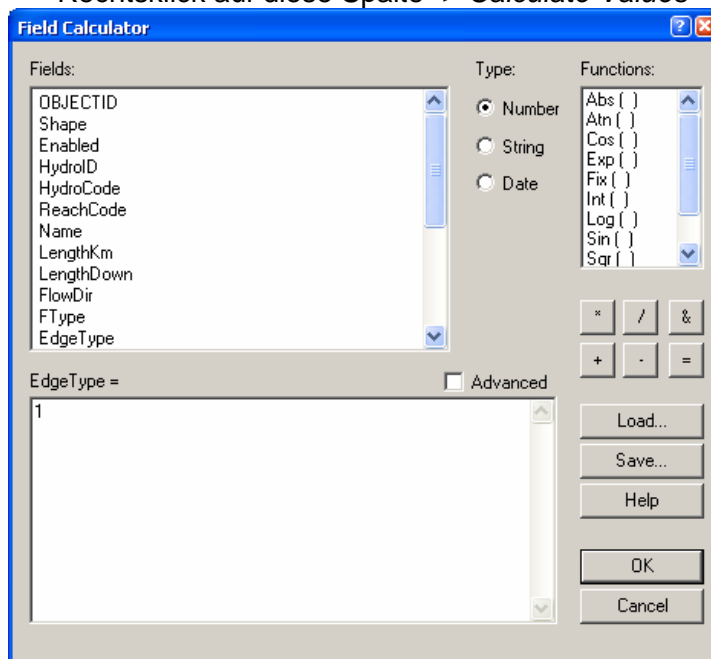 Rechtsklick auf diese Spalte -> Calculate Values
Field Calculator
Fields:
OBJECTID
Shape
Enabled
HydroID
HydroCode
ReachCode
Name
LengthKm
LengthDown
FlowDir
FType
EdgeType
Type:
Number
String
Date
Functions:
Abs ( )
Atn ( )
Cos ( )
Exp ( )
Fix ( )
Int ( )
Log ( )
Sin ( )
Sqr ( )
* / &
+ - =
EdgeType =
Advanced
1
Load...
Save...
Help
OK
Cancel